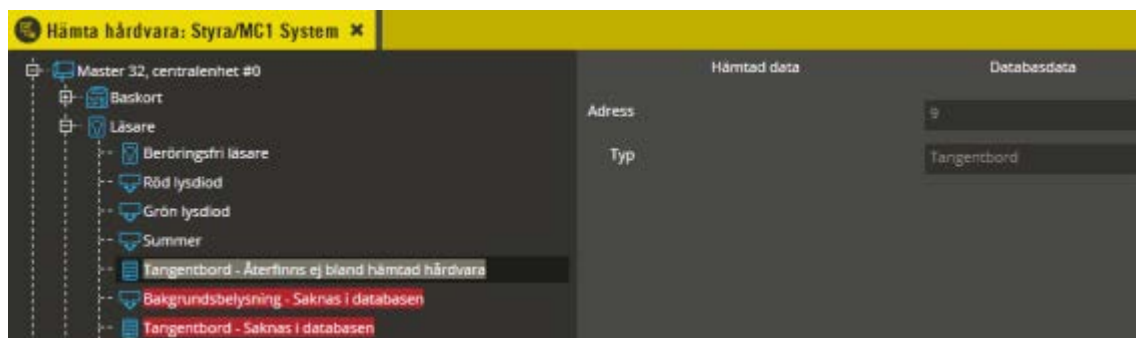 Hämta hårdvara: Styra/MC1 System ✖
Master 32, centralenhet #0
Baskort
Läsare
Beröringsfri läsare
Röd lysdiod
Grön lysdiod
Summer
Tangentbord - Återfinns ej bland hämtad hårdvara
Bakgrundsbelysning - Saknas i databasen
Tangentbord - Saknas i databasen
Hämtad data Databasdata
Adress 9
Typ Tangentbord